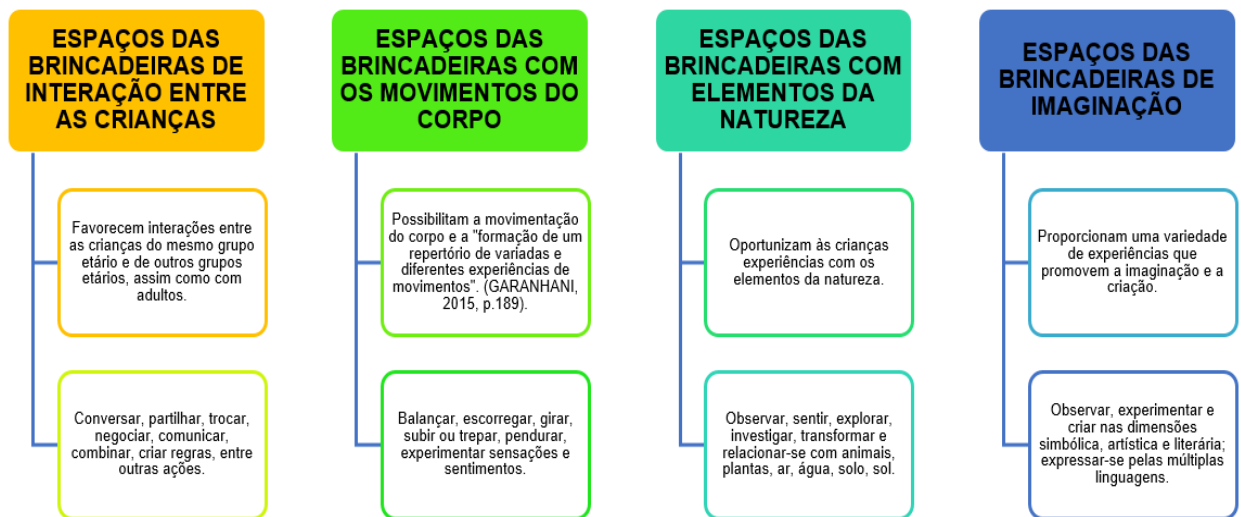 ESPAÇOS DAS
BRINCADEIRAS DE
INTERAÇÃO ENTRE
AS CRIANÇAS
Favorecem interações entre
as crianças do mesmo grupo
etário e de outros grupos
etários, assim como com
adultos.
Conversar, partilhar, trocar,
negociar, comunicar,
combinar, criar regras, entre
outras ações.
ESPAÇOS DAS
BRINCADEIRAS COM
OS MOVIMENTOS DO
CORPO
Possibilitam a movimentação
do corpo e a "formação de um
repertório de variadas e
diferentes experiências de
movimentos". (GARANHANI,
2015, p.189).
Balançar, escorregar, girar,
subir ou trepar, pendurar,
experimentar sensações e
sentimentos.
ESPAÇOS DAS
BRINCADEIRAS COM
ELEMENTOS DA
NATUREZA
Oportunizam às crianças
experiências com os
elementos da natureza.
Observar, sentir, explorar,
investigar, transformar e
relacionar-se com animais,
plantas, ar, água, solo, sol.
ESPAÇOS DAS
BRINCADEIRAS DE
IMAGINAÇÃO
Proporcionam uma variedade
de experiências que
promovem a imaginação e a
criação.
Observar, experimentar e
criar nas dimensões
simbólica, artística e literária;
expressar-se pelas múltiplas
linguagens.